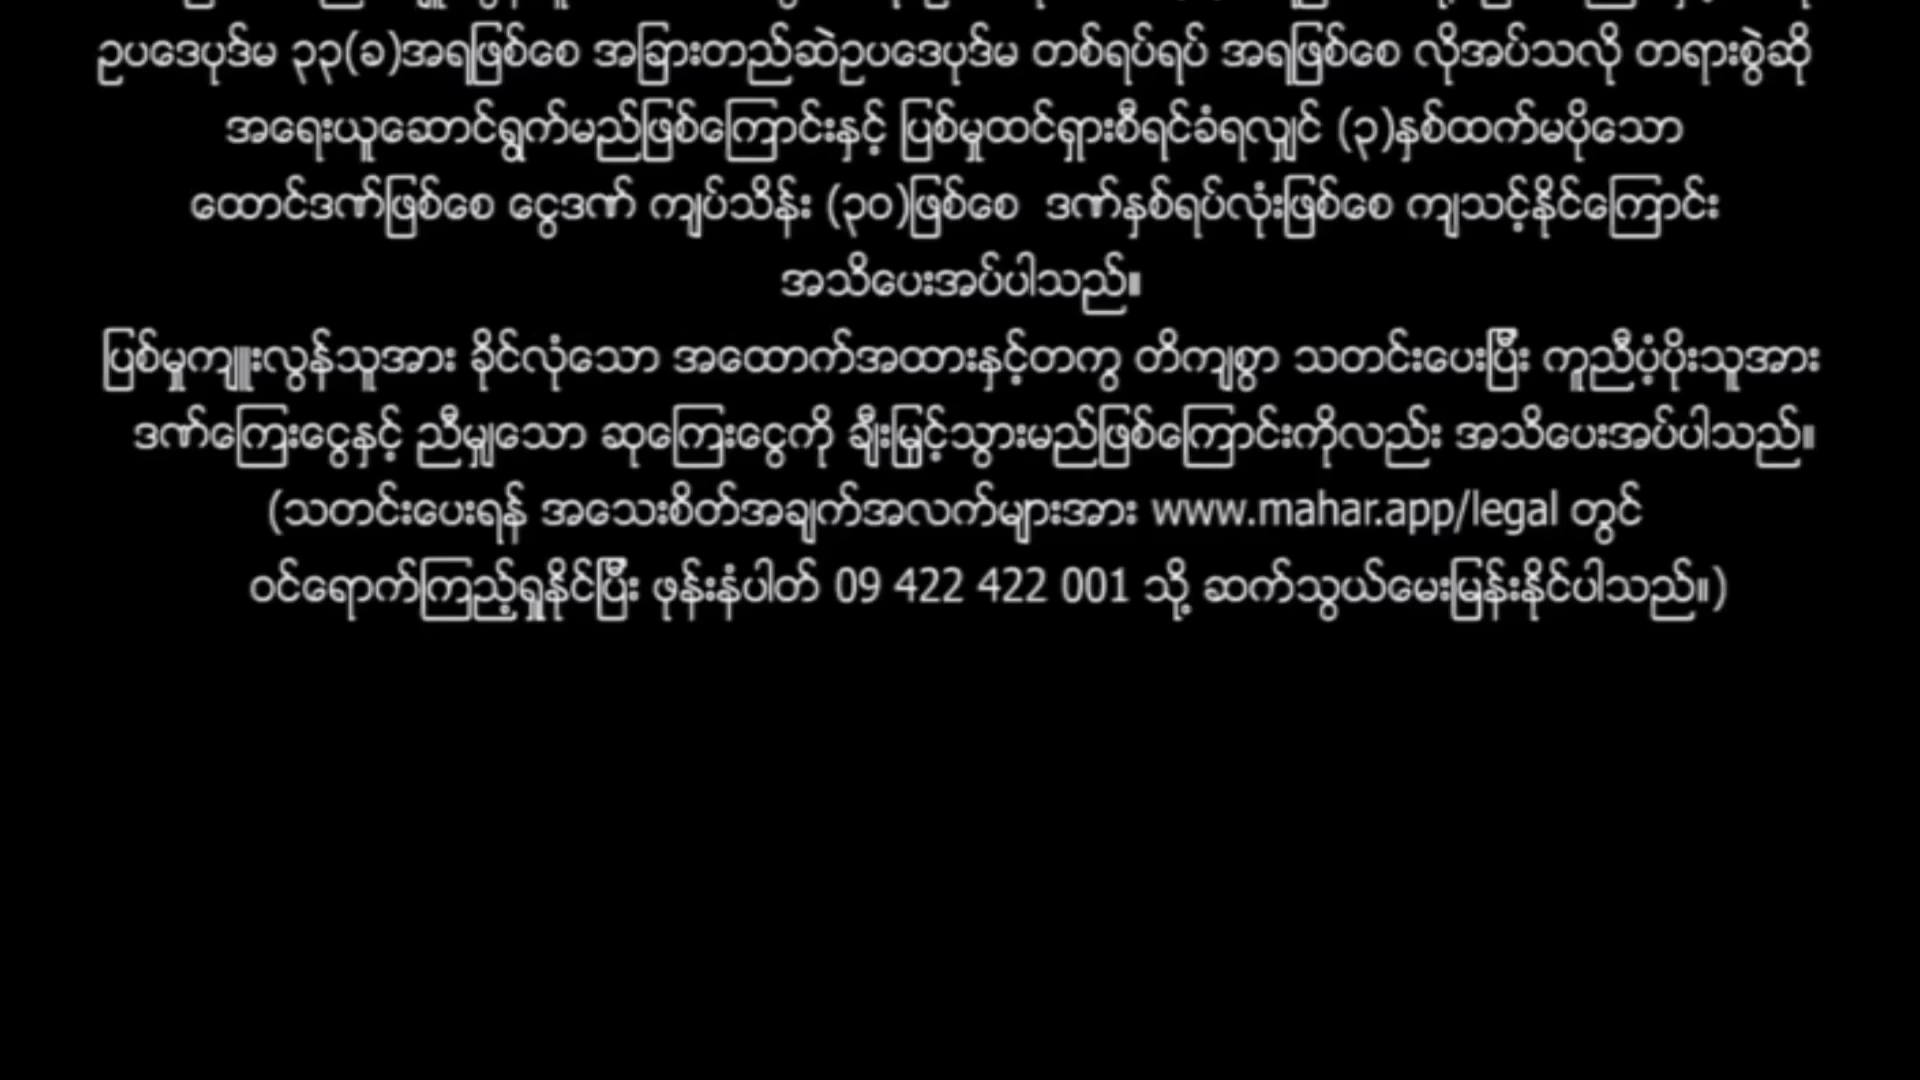 ဥပဒေပုဒ်မ ၃၃(ခ)အရဖြစ်စေ အခြားတည်ဆဲဥပဒေပုဒ်မ တစ်ရပ်ရပ် အရဖြစ်စေ လိုအပ်သလို တရားစွဲဆို
အရေးယူဆောင်ရွက်မည်ဖြစ်ကြောင်းနှင့် ပြစ်မှုထင်ရှားစီရင်ခံရလျှင် (၃)နှစ်ထက်မပိုသော
ထောင်ဒဏ်ဖြစ်စေ ငွေဒဏ် ကျပ်သိန်း (၃၀)ဖြစ်စေ ဒဏ်နှစ်ရပ်လုံးဖြစ်စေ ကျသင့်နိုင်ကြောင်း
အသိပေးအပ်ပါသည်။
ပြစ်မှုကျူးလွန်သူအား ခိုင်လုံသော အထောက်အထားနှင့်တကွ တိကျစွာ သတင်းပေးပြီး ကူညီပံ့ပိုးသူအား
ဒဏ်ကြေးငွေနှင့် ညီမျှသော ဆုကြေးငွေကို ချီးမြှင့်သွားမည်ဖြစ်ကြောင်းကိုလည်း အသိပေးအပ်ပါသည်။
(သတင်းပေးရန် အသေးစိတ်အချက်အလက်များအား www.mahar.app/legal တွင်
ဝင်ရောက်ကြည့်ရှုနိုင်ပြီး ဖုန်းနံပါတ် 09 422 422 001 သို့ ဆက်သွယ်မေးမြန်းနိုင်ပါသည်။)